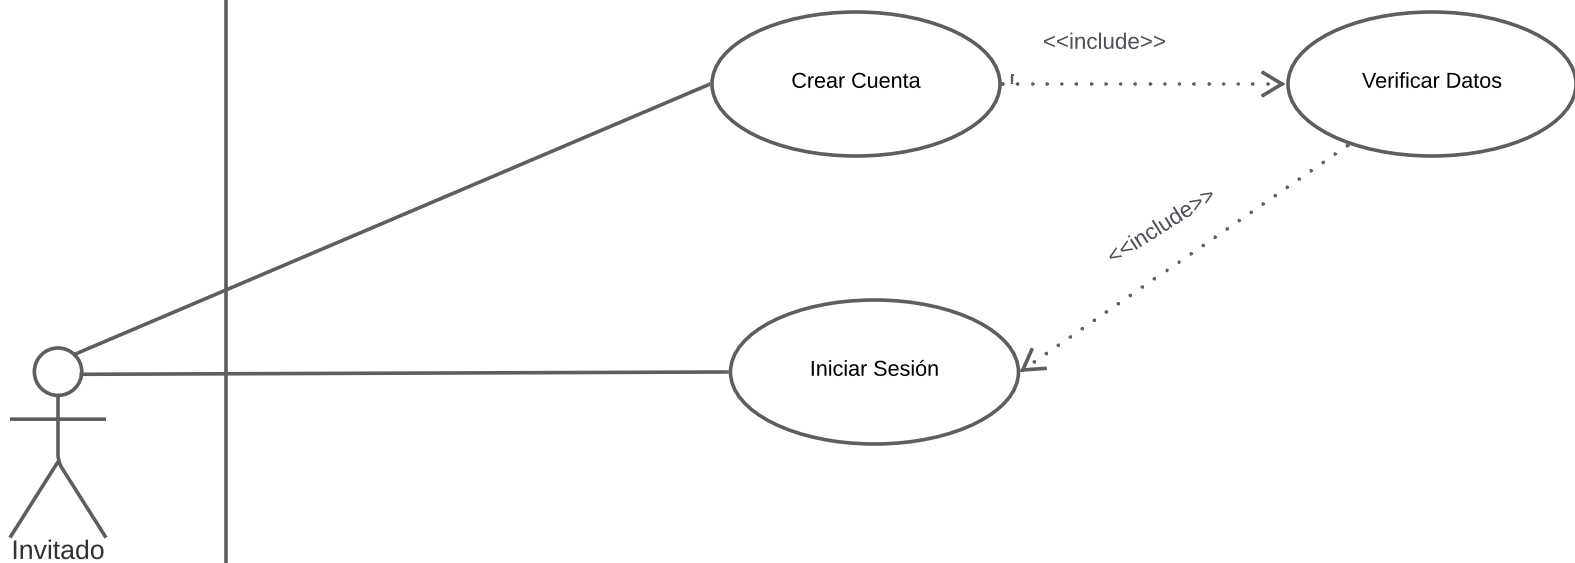 <<include>>
Crear Cuenta
Verificar Datos
<<include>>
Iniciar Sesión
Invitado